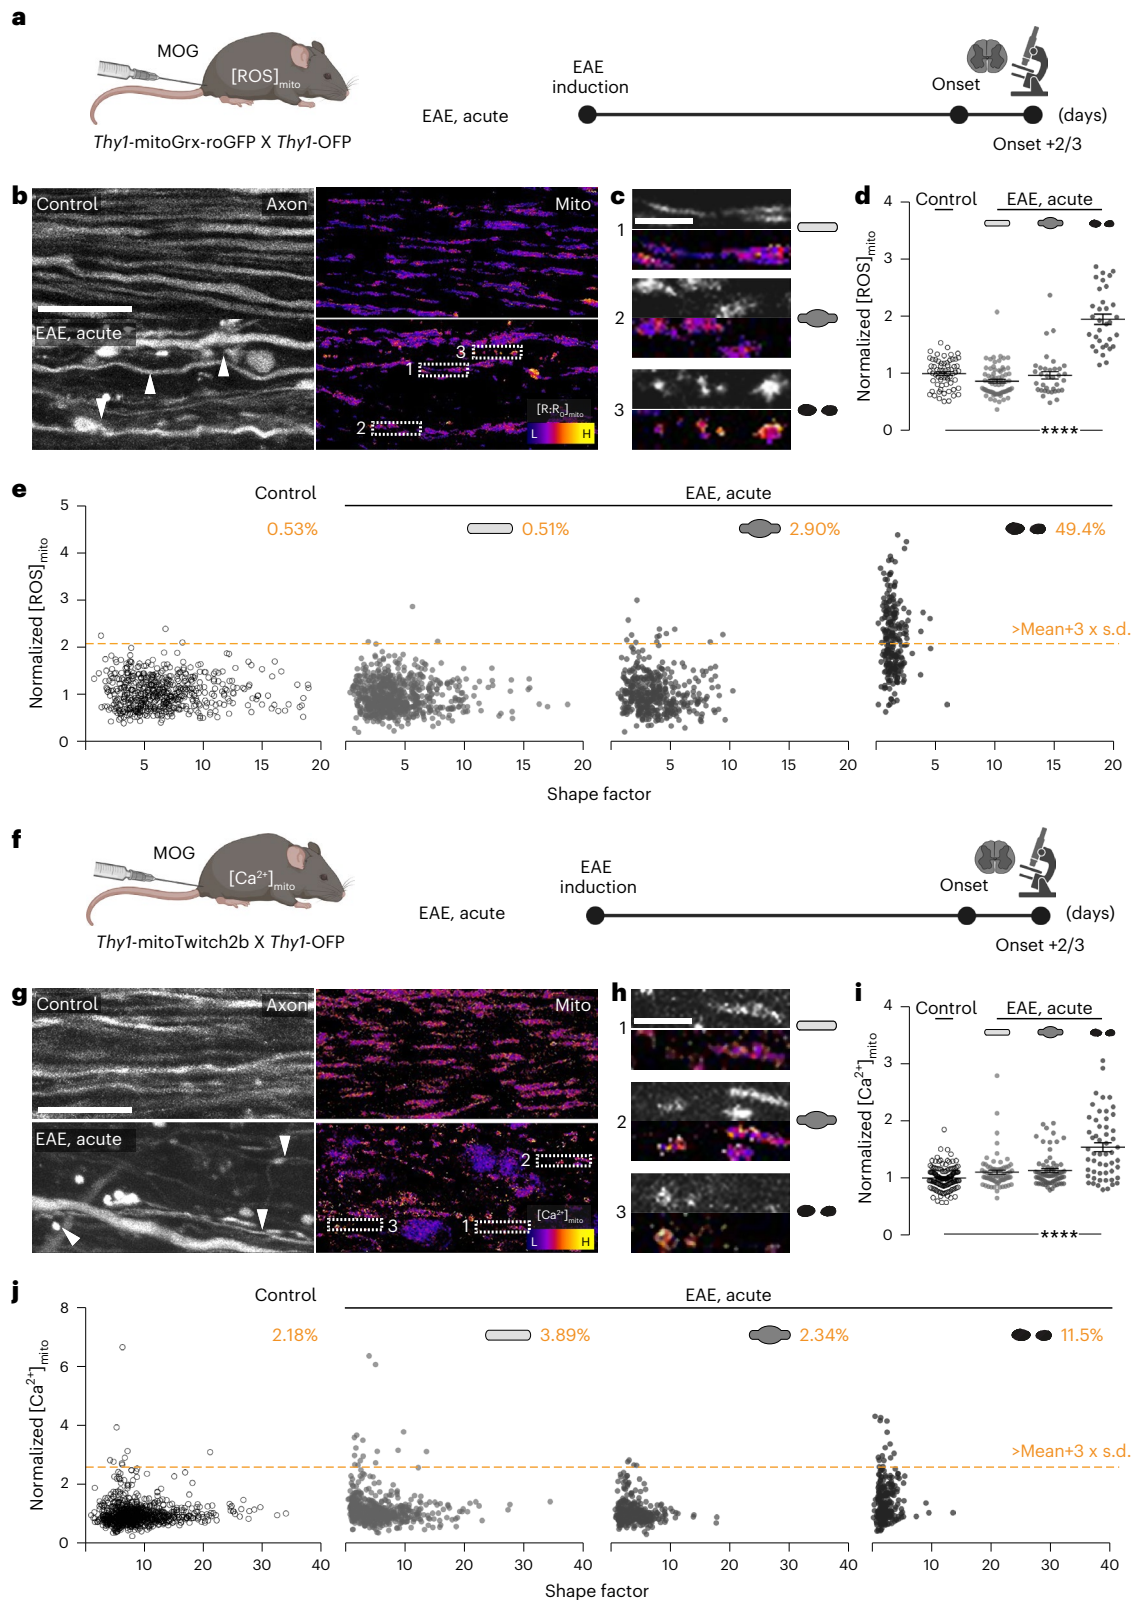 a
MOG
[ROS]mito
Thy1-mitoGrx-roGFP X Thy1-OFP
EAE, acute
EAE
induction
Onset
(days)
Onset +2/3
b
Control
Axon
Mito
EAE, acute
1
2
3
[R:R0]mito
L
H
c
1
2
3
d
Control
EAE, acute
Normalized [ROS]mito
4
3
2
1
0
****
e
Control
EAE, acute
0.53%
0.51%
2.90%
49.4%
>Mean+3 x s.d.
Normalized [ROS]mito
5
4
3
2
1
0
5 10 15 20
5 10 15 20
5 10 15 20
5 10 15 20
Shape factor
f
MOG
[Ca2+]mito
Thy1-mitoTwitch2b X Thy1-OFP
EAE, acute
EAE
induction
Onset
(days)
Onset +2/3
g
Control
Axon
Mito
EAE, acute
2
3
1
[Ca2+]mito
L
H
h
1
2
3
i
Control
EAE, acute
Normalized [Ca2+]mito
4
3
2
1
0
****
j
Control
EAE, acute
2.18%
3.89%
2.34%
11.5%
>Mean+3 x s.d.
Normalized [Ca2+]mito
8
6
4
2
0
10 20 30 40
10 20 30 40
10 20 30 40
10 20 30 40
Shape factor